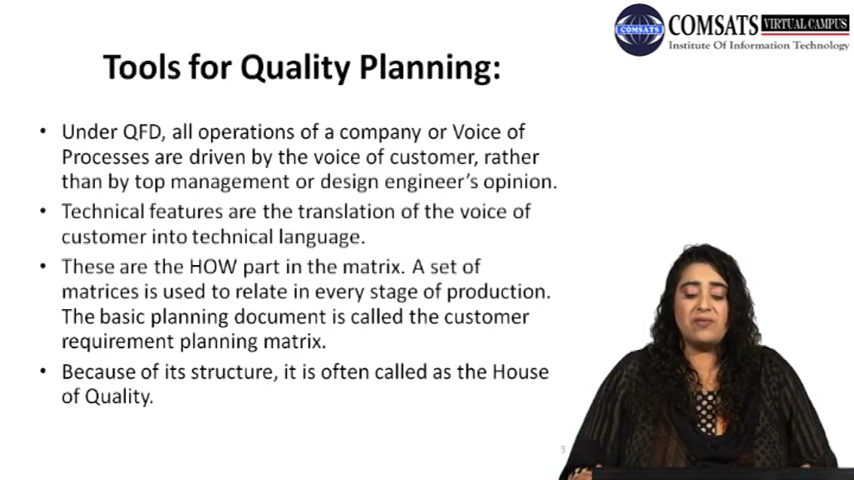 COMSATS VIRTUAL CAMPUS
COMSATS
Institute Of Information Technology
Tools for Quality Planning:
• Under QFD, all operations of a company or Voice of
Processes are driven by the voice of customer, rather
than by top management or design engineer's opinion.
• Technical features are the translation of the voice of
customer into technical language.
• These are the HOW part in the matrix. A set of
matrices is used to relate in every stage of production.
The basic planning document is called the customer
requirement planning matrix.
• Because of its structure, it is often called as the House
of Quality.
3